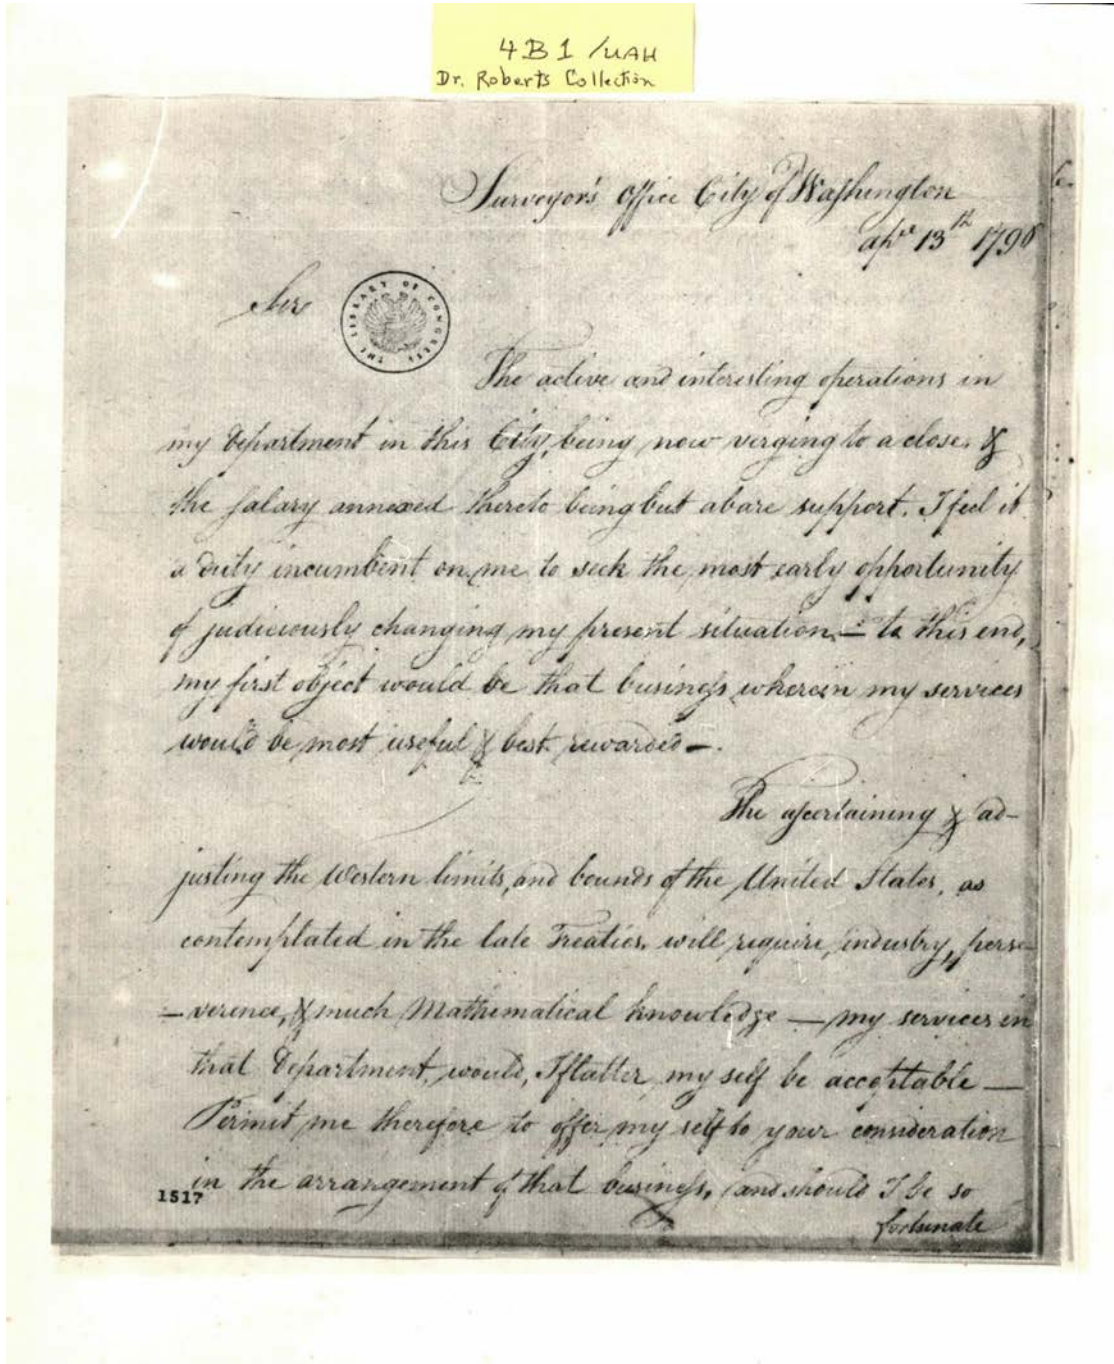 4B1/UAH
Dr. Roberts Collection
Surveyor's Office City of Washington
apl 13th 179
Sir
THE LIBRARY OF CONGRESS
The active and interesting operations in
my Department in this City, being now verging to a close, &
the salary annexed thereto being but a bare support. I feel it
a duty incumbent on me to seek the most early opportunity
of judiciously changing my present situation. — to this end,
my first object would be that business wherein my services
would be most useful & best rewarded —.
The ascertaining & ad-
justing the Western limits, and bounds of the United States, as
contemplated in the late Treaties, will require, industry, perse-
-verence, & much Mathematical knowledge — my services in
that Department, would, I flatter my self be acceptable —
Permit me therefore to offer my self to your consideration
in the arrangement of that business, and should I be so
1517
fortunate